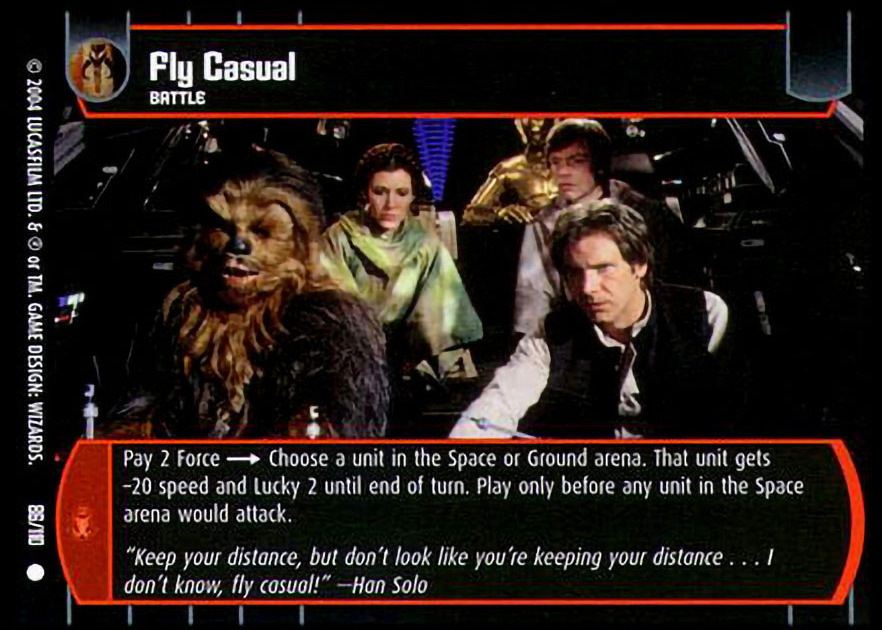 Fly Casual
BATTLE
© 2004 LUCASFILM LTD. & ® or TM. GAME DESIGN: WIZARDS.
Pay 2 Force → Choose a unit in the Space or Ground arena. That unit gets
–20 speed and Lucky 2 until end of turn. Play only before any unit in the Space
arena would attack.
“Keep your distance, but don’t look like you’re keeping your distance . . . I
don’t know, fly casual!” —Han Solo